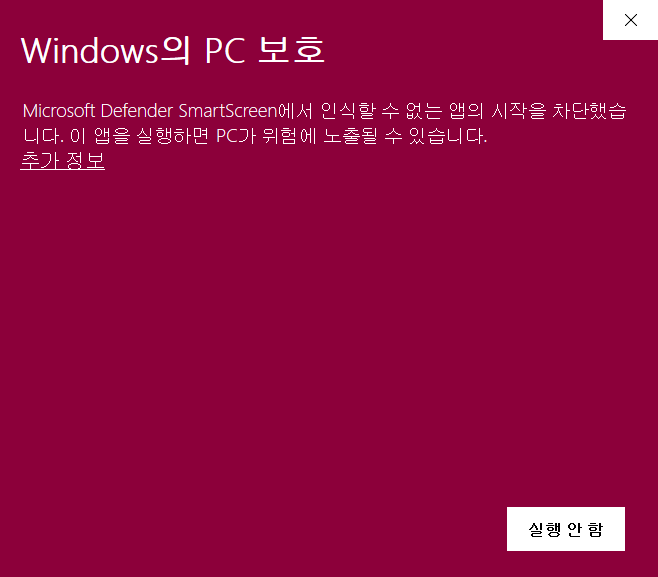 Windows의 PC 보호
Microsoft Defender SmartScreen에서 인식할 수 없는 앱의 시작을 차단했습
니다. 이 앱을 실행하면 PC가 위험에 노출될 수 있습니다.
추가 정보
실행 안 함